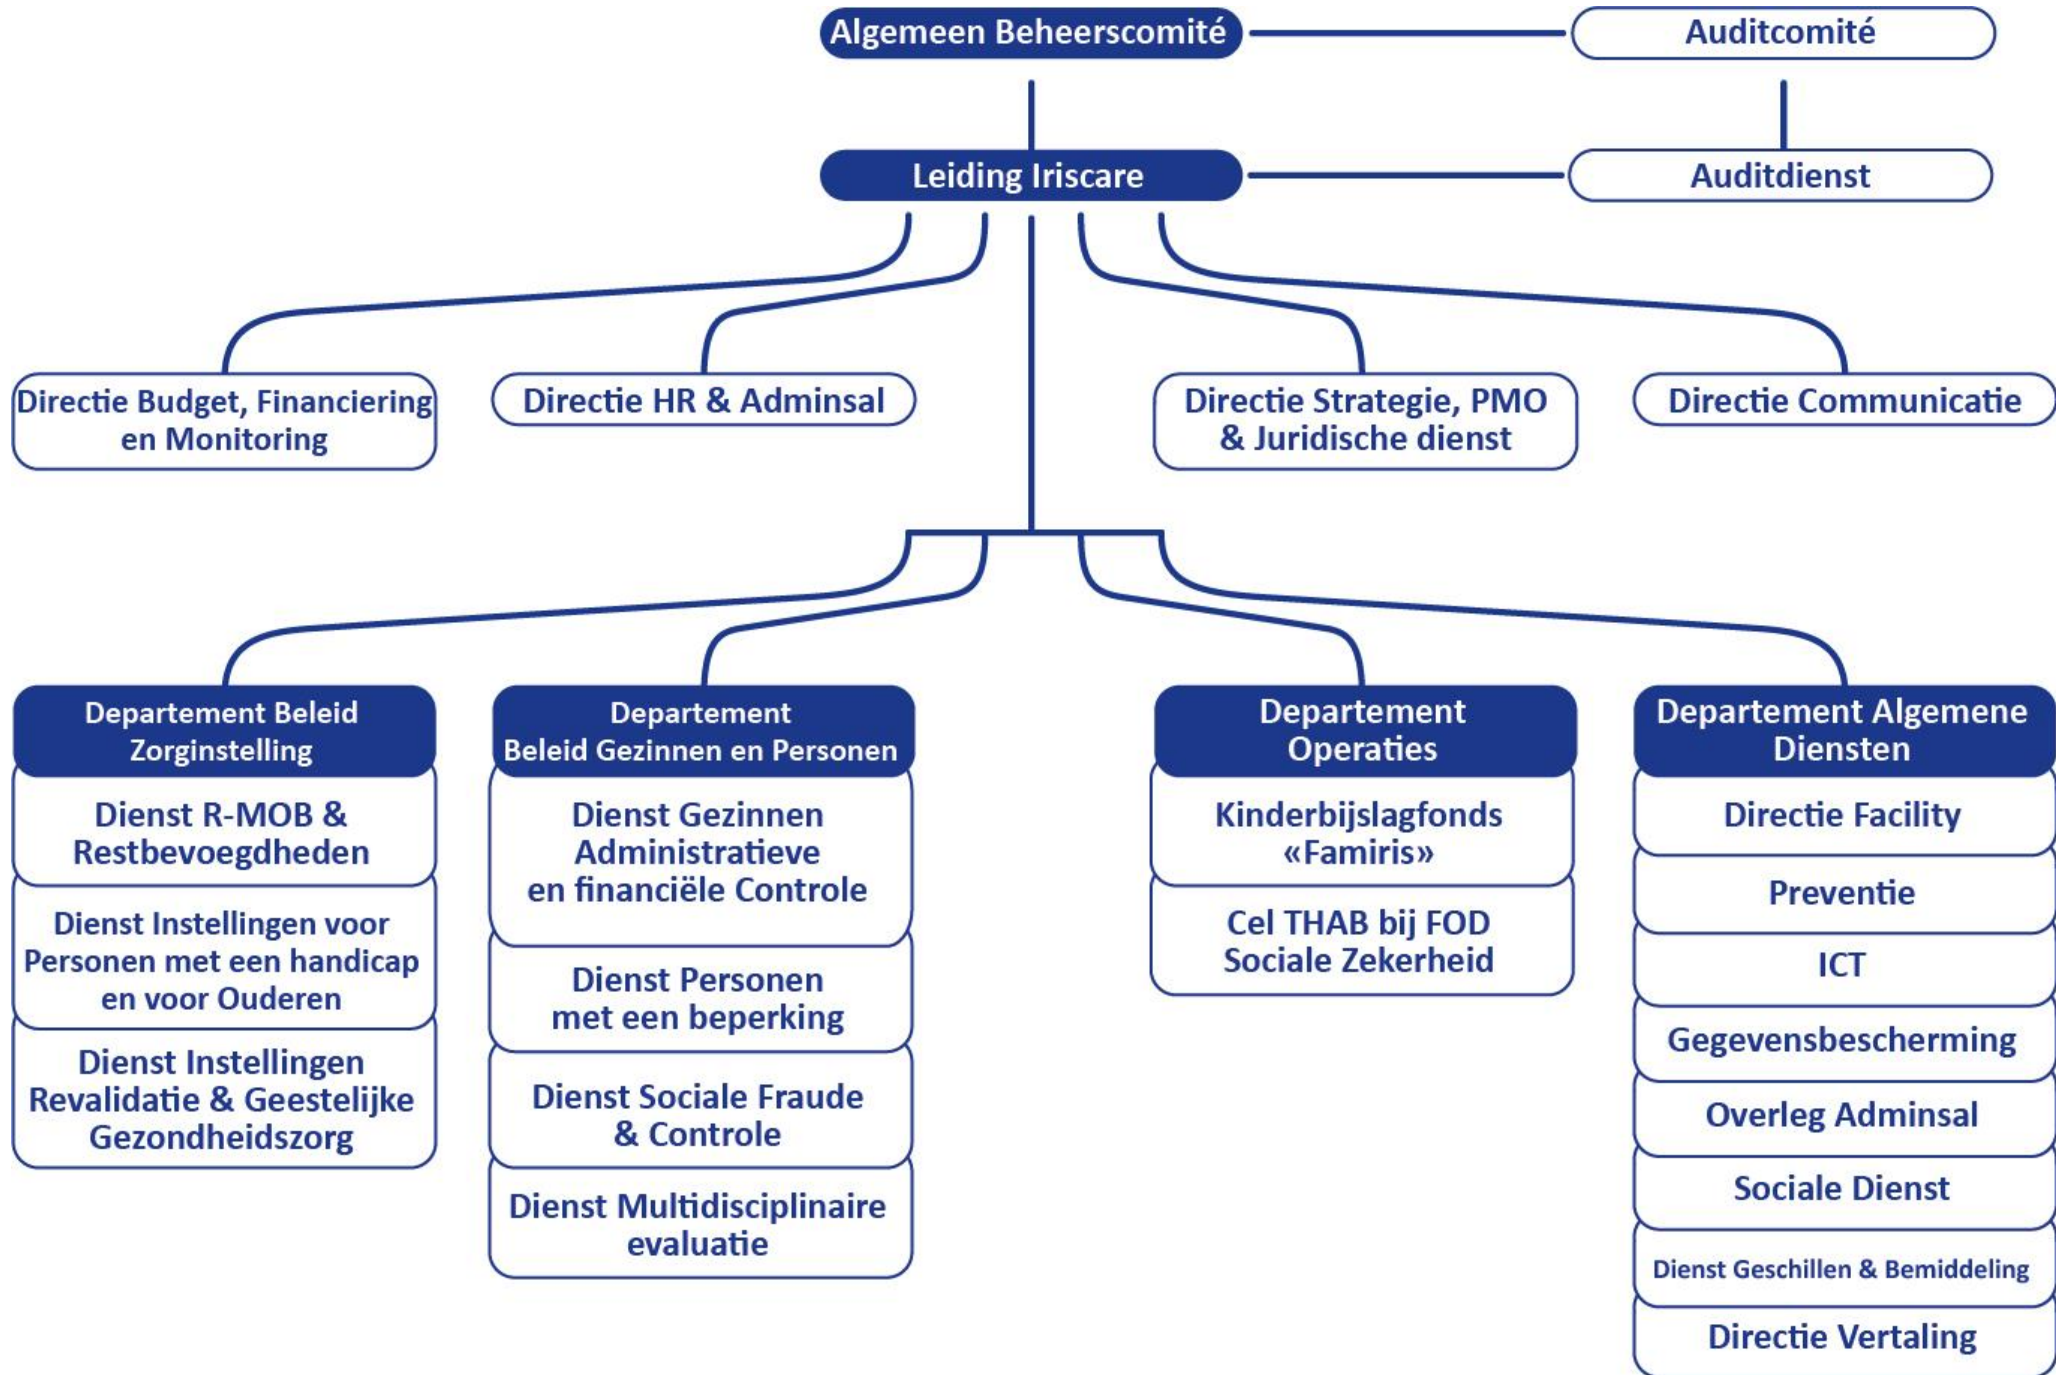 Algemeen Beheerscomité
Auditcomité
Leiding Iriscare
Auditdienst
Directie Budget, Financiering
en Monitoring
Directie HR & Adminsal
Directie Strategie, PMO
& Juridische dienst
Directie Communicatie
Departement Beleid
Zorginstelling
Dienst R-MOB &
Restbevoegdheden
Dienst Instellingen voor
Personen met een handicap
en voor Ouderen
Dienst Instellingen
Revalidatie & Geestelijke
Gezondheidszorg
Departement
Beleid Gezinnen en Personen
Dienst Gezinnen
Administratieve
en financiële Controle
Dienst Personen
met een beperking
Dienst Sociale Fraude
& Controle
Dienst Multidisciplinaire
evaluatie
Departement
Operaties
Kinderbijslagfonds
«Famiris»
Cel THAB bij FOD
Sociale Zekerheid
Departement Algemene
Diensten
Directie Facility
Preventie
ICT
Gegevensbescherming
Overleg Adminsal
Sociale Dienst
Dienst Geschillen & Bemiddeling
Directie Vertaling